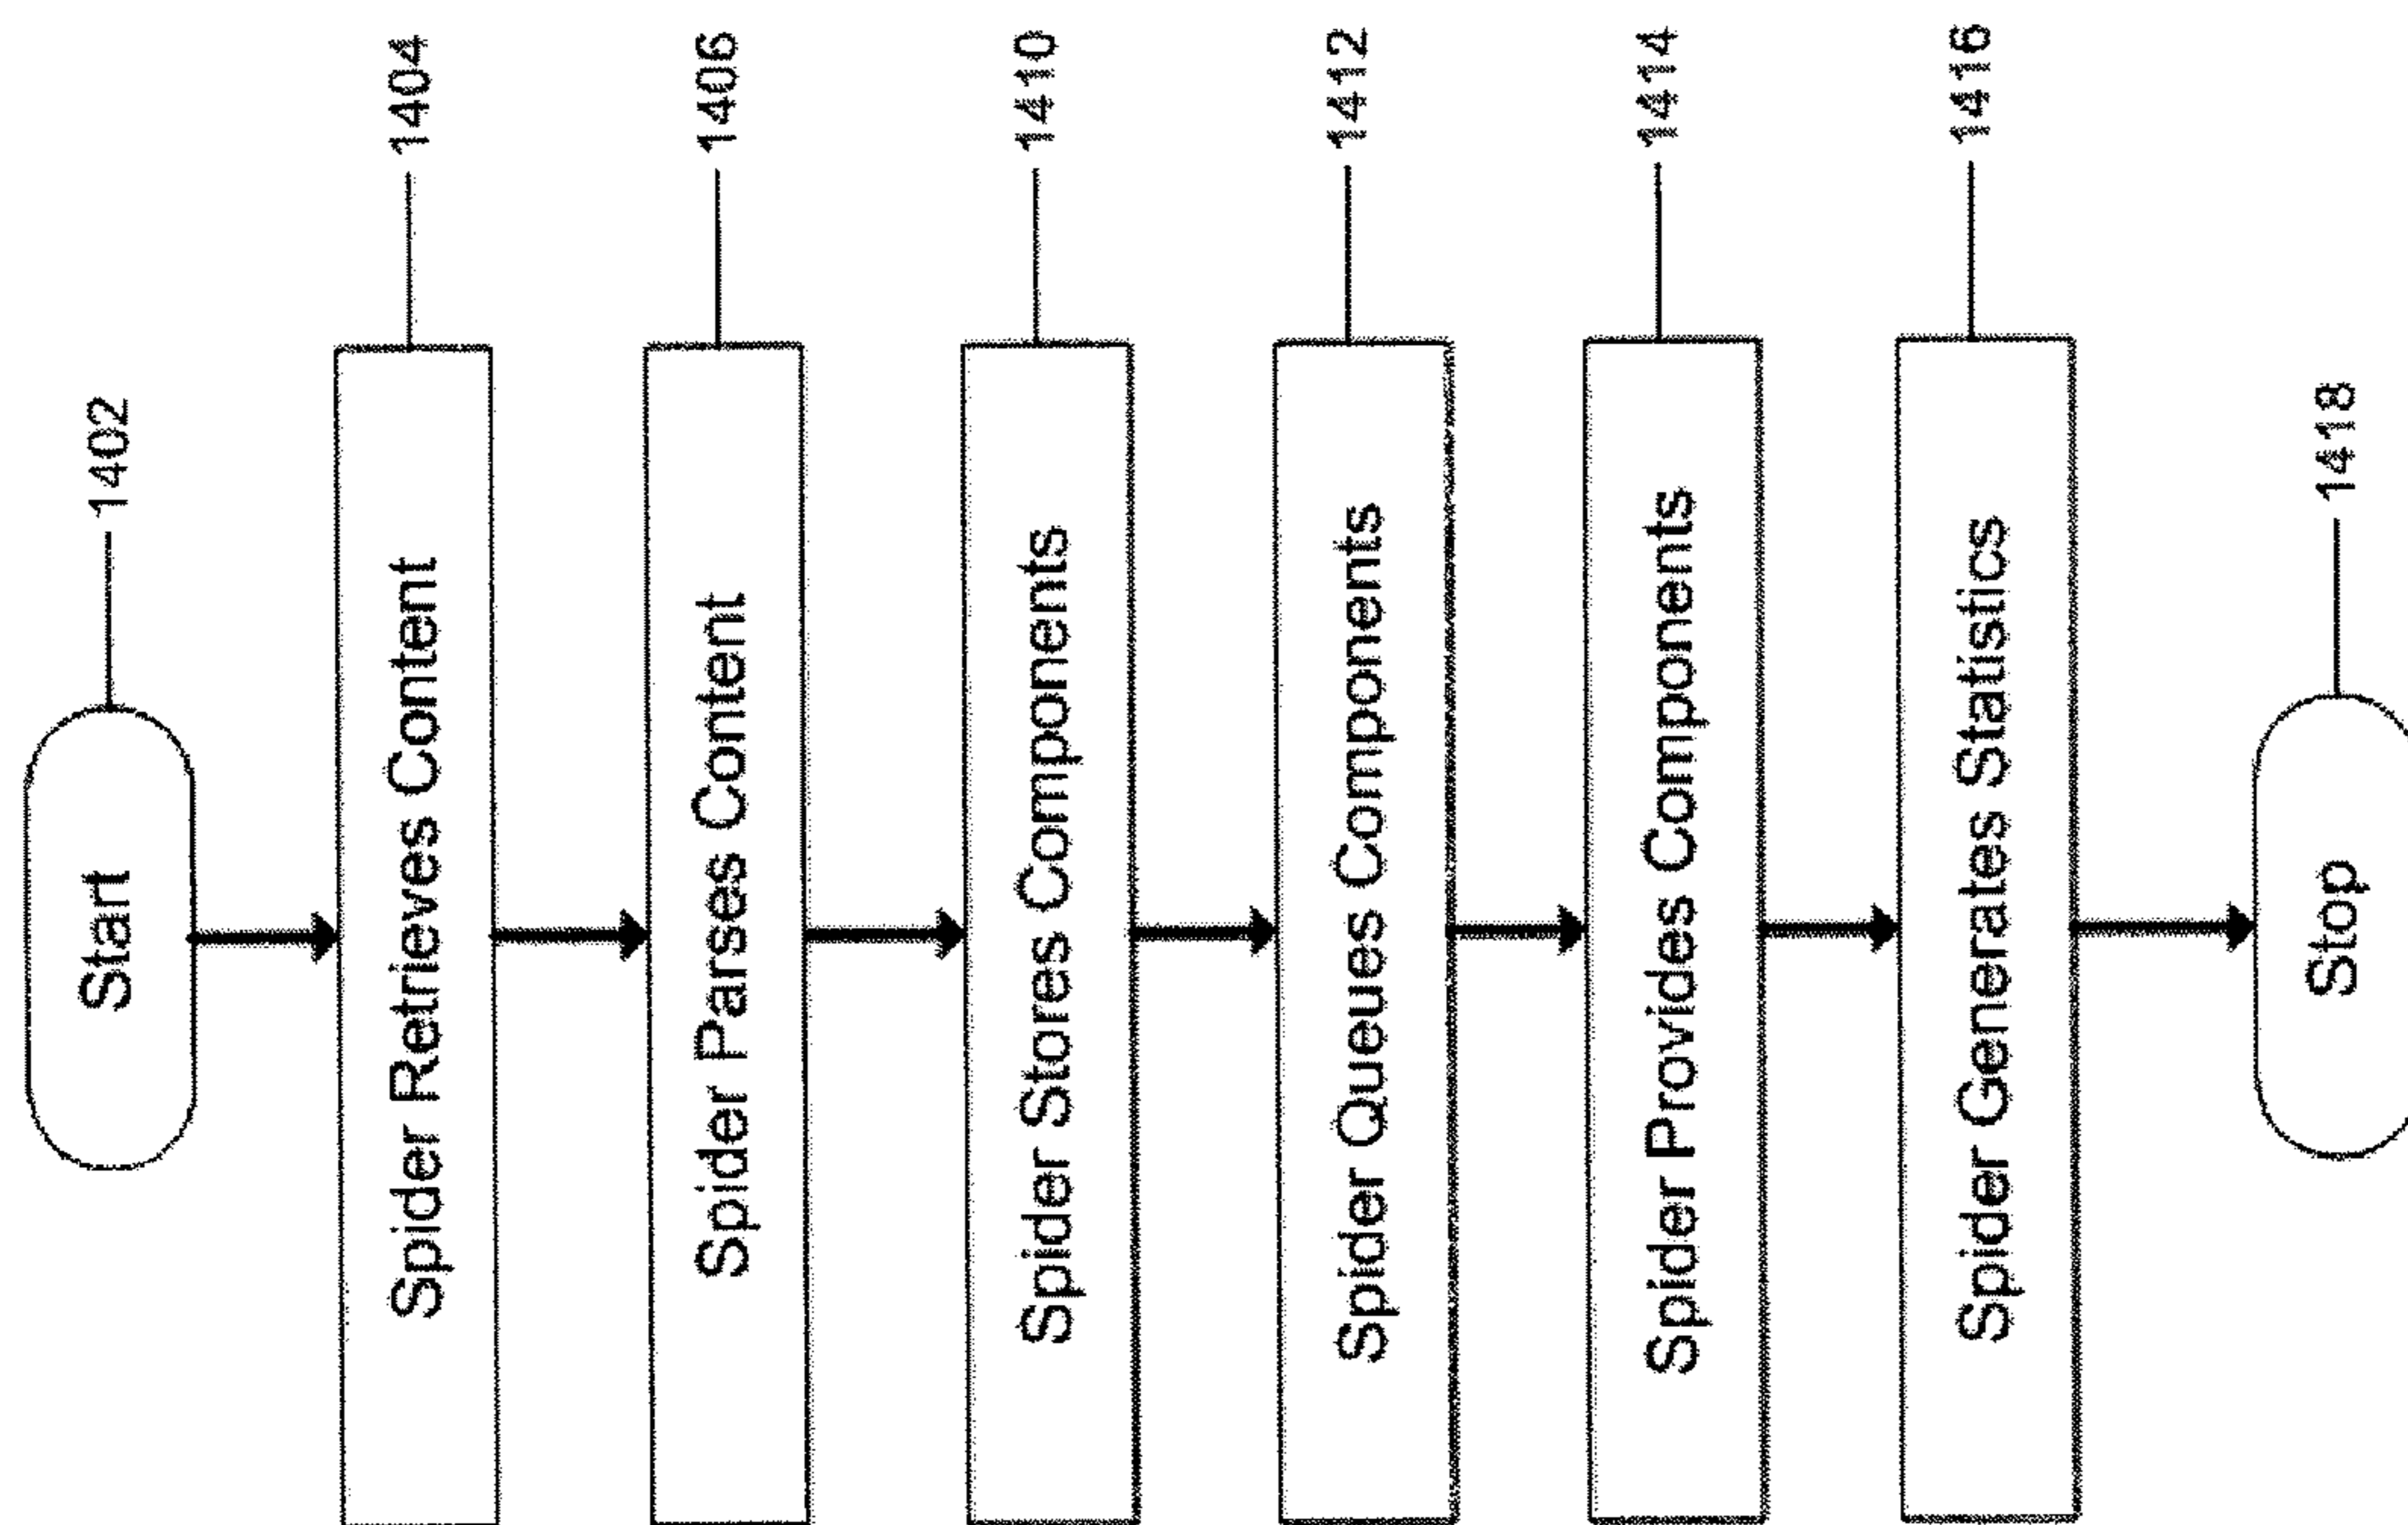 Start
1402
Spider Retrieves Content
1404
Spider Parses Content
1406
Spider Stores Components
1410
Spider Queues Components
1412
Spider Provides Components
1414
Spider Generates Statistics
1416
Stop
1418